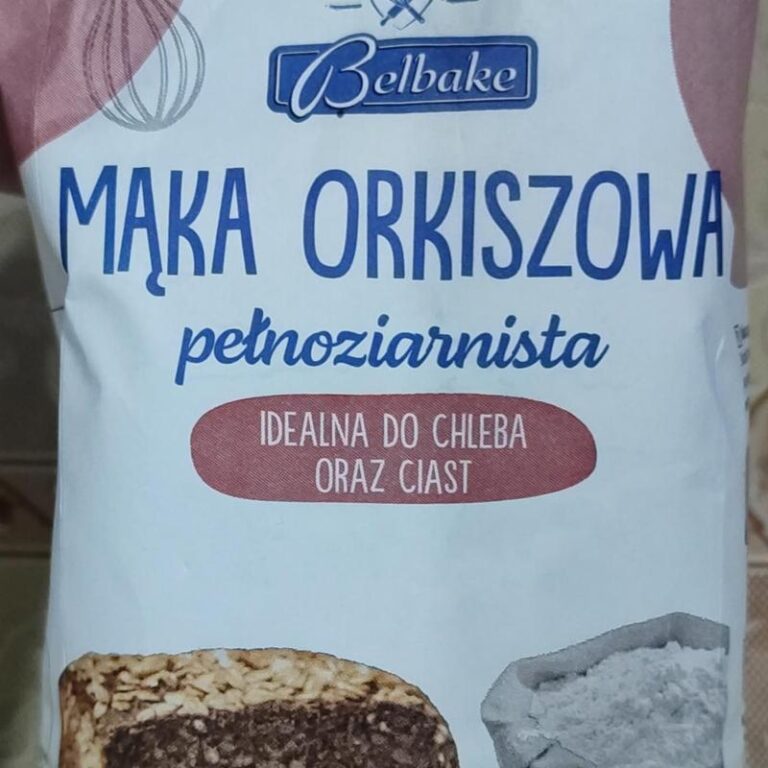 Belbake
MĄKA ORKISZOWA
pełnoziarnista
IDEALNA DO CHLEBA
ORAZ CIAST